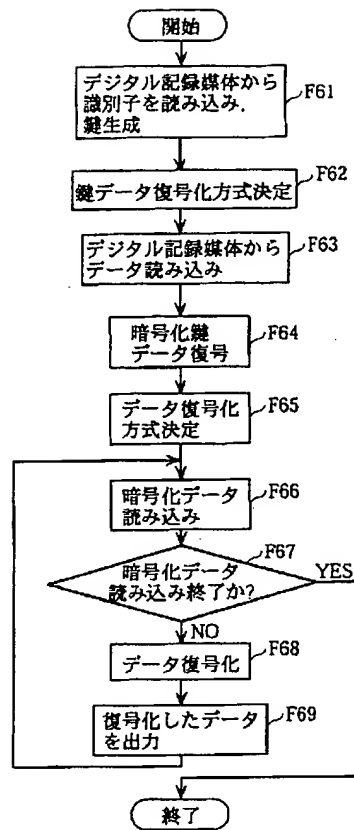 開始
デジタル記録媒体から
識別子を読み込み,
鍵生成
F61
鍵データ復号化方式決定
F62
デジタル記録媒体から
データ読み込み
F63
暗号化鍵
データ復号
F64
データ復号化
方式決定
F65
暗号化データ
読み込み
F66
暗号化データ
読み込み終了か?
F67
YES
NO
データ復号化
F68
復号化したデータ
を出力
F69
終了